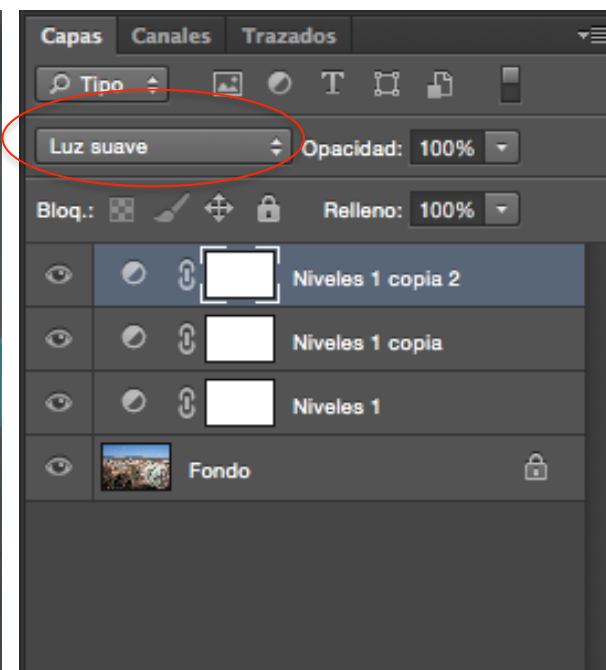 Capas Canales Trazados
Tipo T
Luz suave Opacidad: 100%
Bloq.: Relleno: 100%
Niveles 1 copia 2
Niveles 1 copia
Niveles 1
Fondo